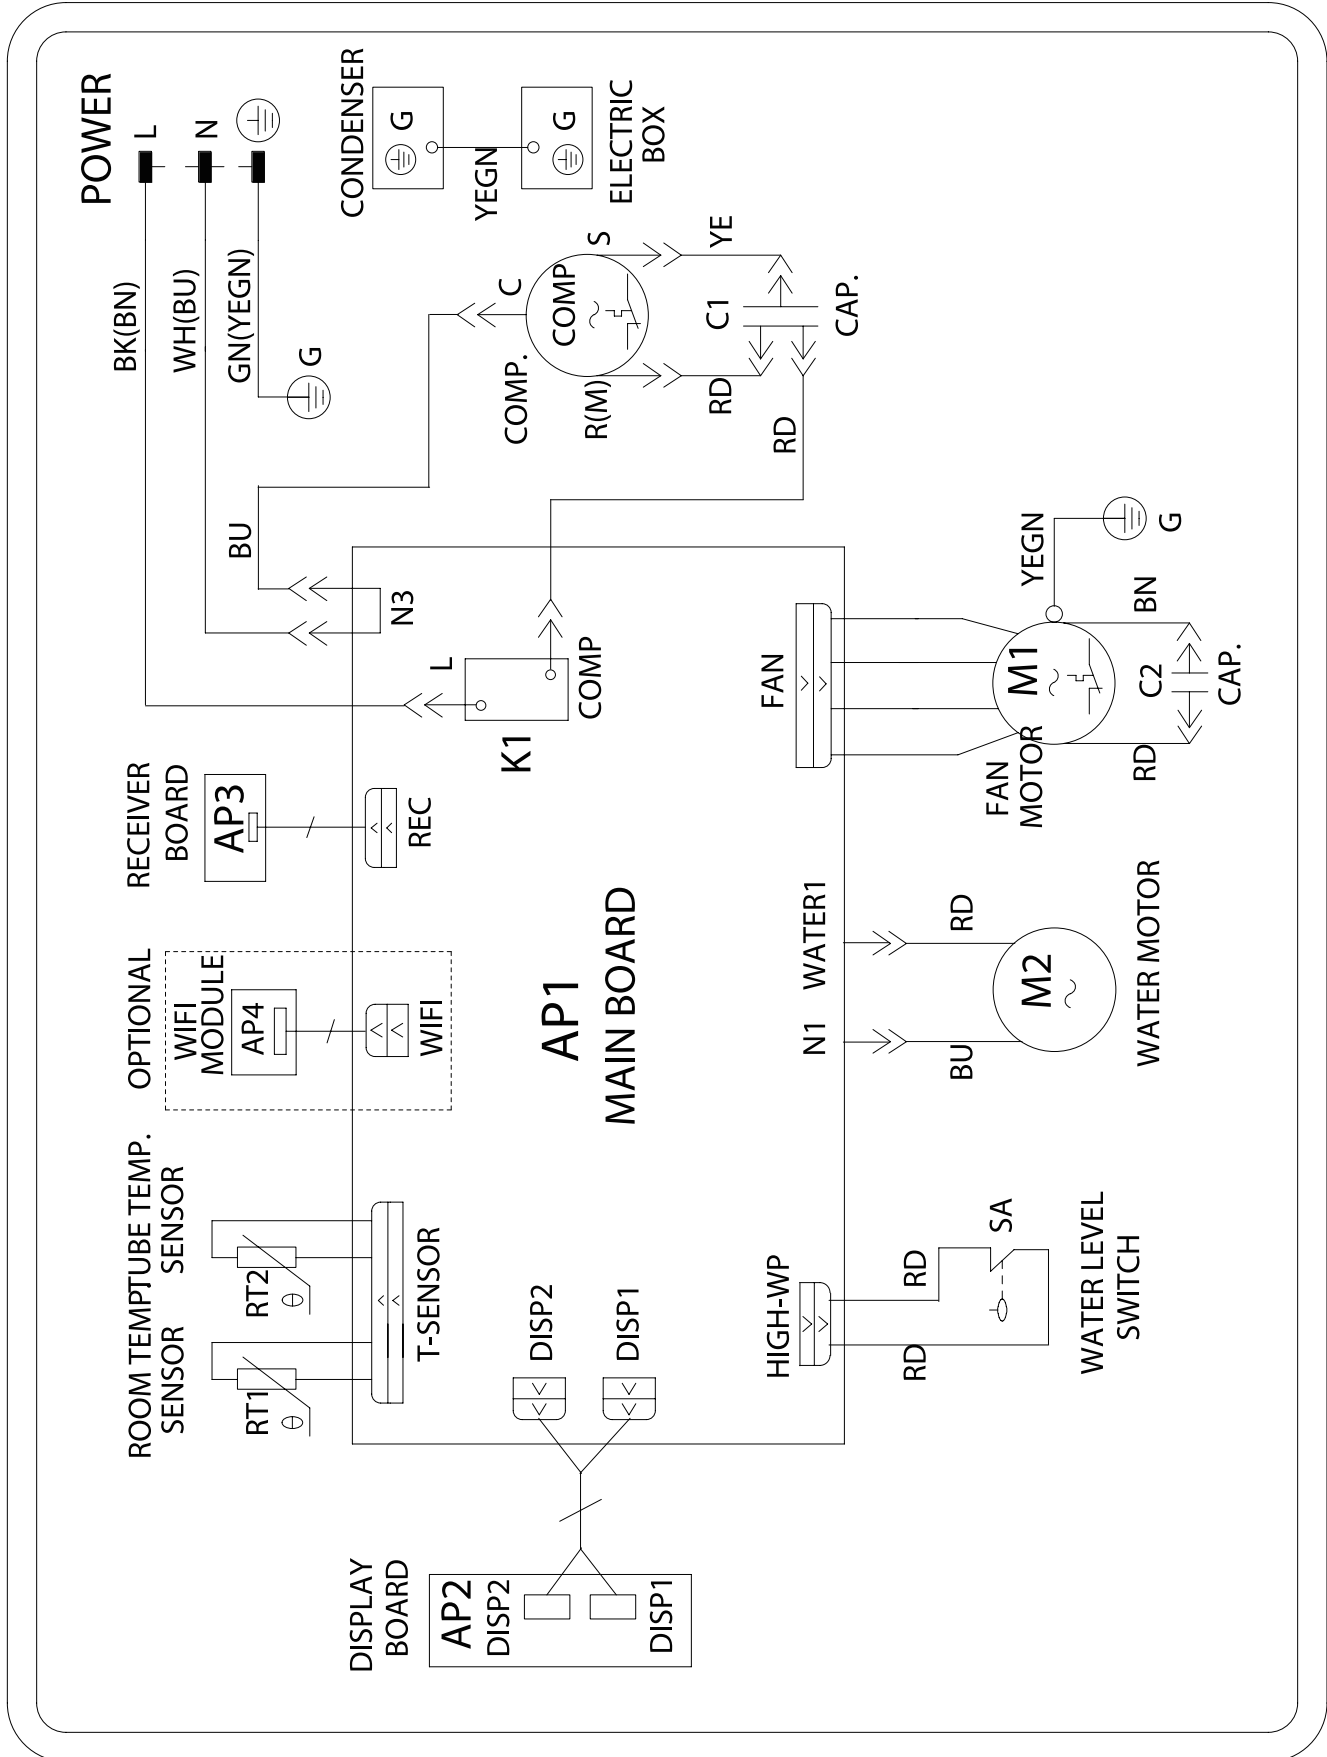 POWER
L
N
BK(BN)
WH(BU)
GN(YEGN)
G
CONDENSER
G
YEGN
G
ELECTRIC
BOX
COMP.
COMP
C
S
R(M)
YE
RD
C1
CAP.
RD
BU
N3
L
COMP
K1
RECEIVER
BOARD
AP3
REC
OPTIONAL
WIFI
MODULE
AP4
WIFI
ROOM TEMP.
SENSOR
RT1
TUBE TEMP.
SENSOR
RT2
T-SENSOR
AP1
MAIN BOARD
DISPLAY
BOARD
AP2
DISP2
DISP1
DISP2
DISP1
HIGH-WP
RD
RD
SA
WATER LEVEL
SWITCH
N1
WATER1
BU
RD
M2
WATER MOTOR
FAN
FAN
MOTOR
M1
YEGN
G
BN
RD
C2
CAP.